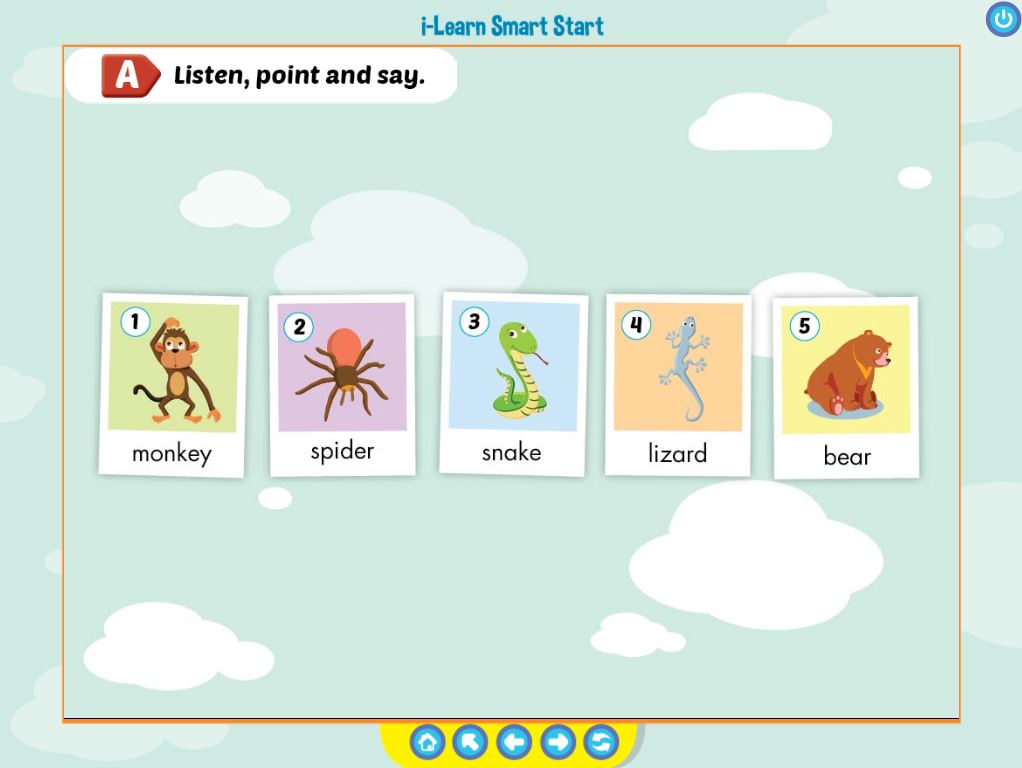 i-Learn Smart Start
A Listen, point and say.
1
monkey
2
spider
3
snake
4
lizard
5
bear